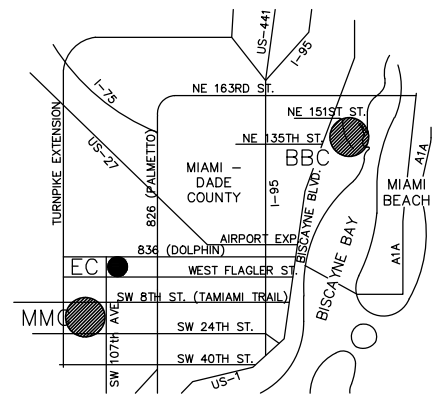 US-441
I-95
I-75
NE 163RD ST.
NE 151ST ST.
NE 135TH ST.
BBC
US-27
TURNPIKE EXTENSION
826 (PALMETTO)
MIAMI –
DADE
COUNTY
I-95
BISCAYNE BLVD.
A1A
MIAMI
BEACH
AIRPORT EXP.
836 (DOLPHIN)
BISCAYNE BAY
A1A
EC
WEST FLAGLER ST.
SW 8TH ST. (TAMIAMI TRAIL)
MMC
SW 107th AVE
SW 24TH ST.
SW 40TH ST.
US-1